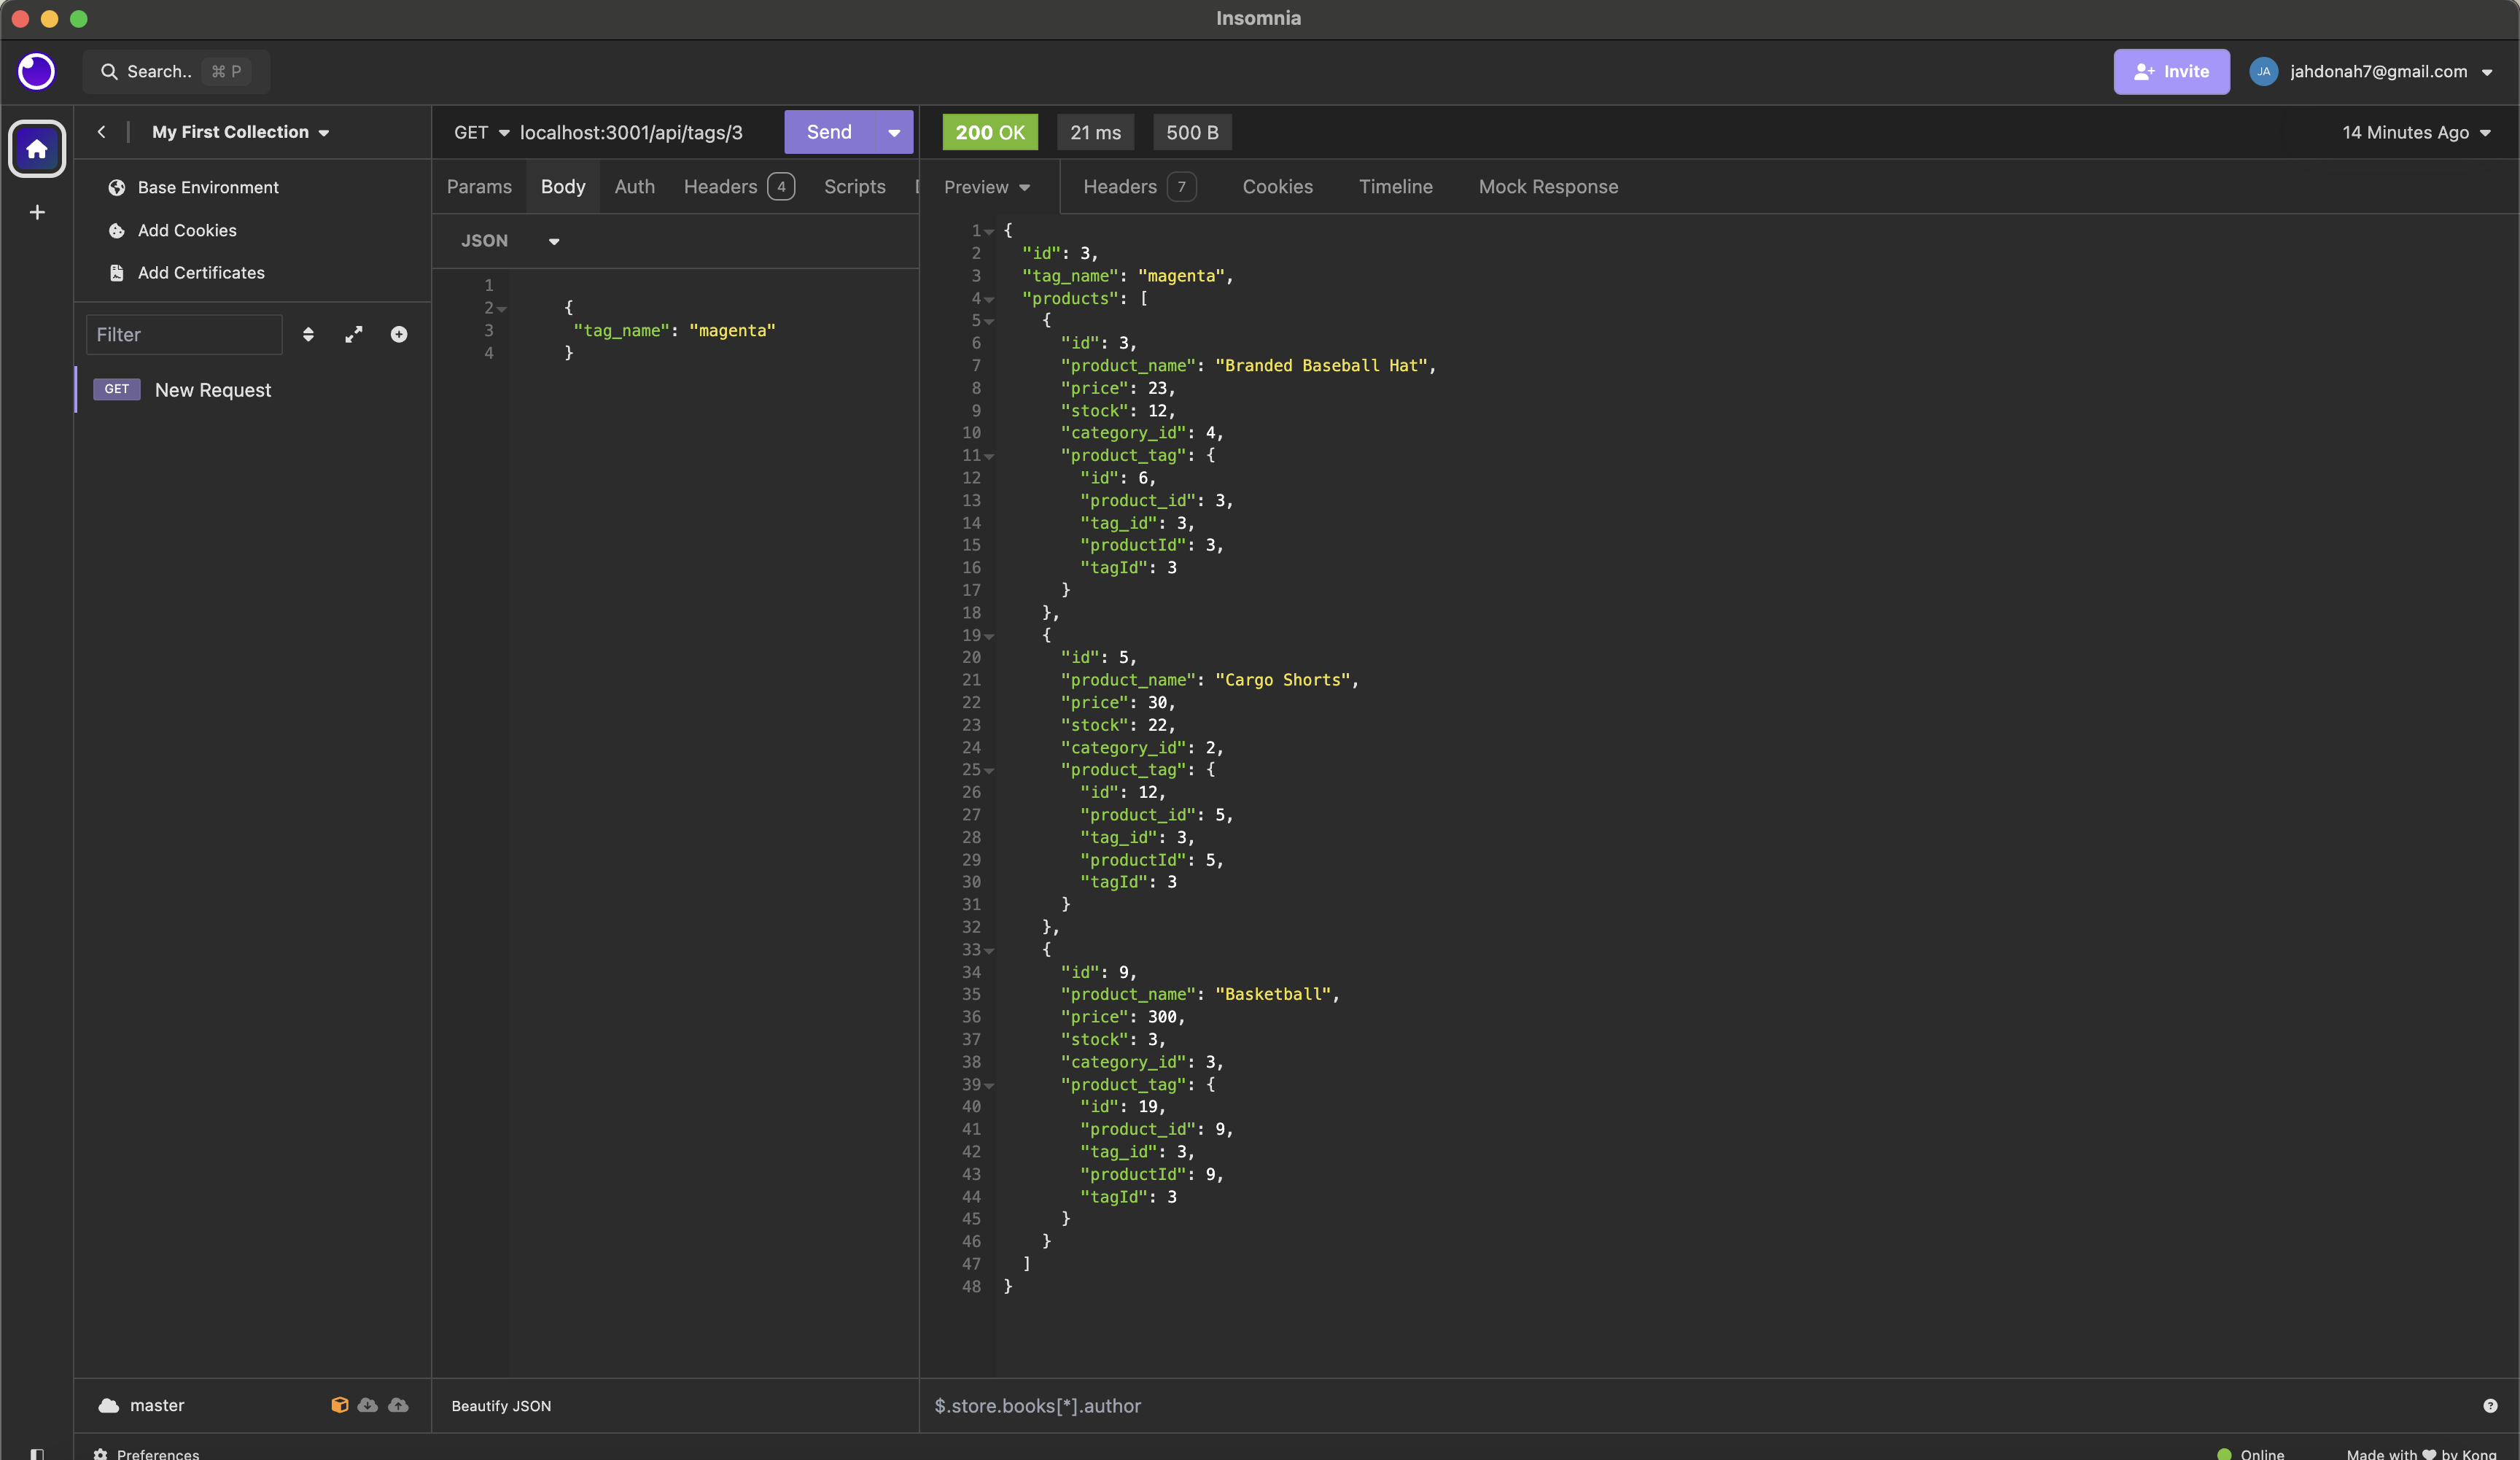 Insomnia
Search.. ⌘ P
Invite
JA
jahdonah7@gmail.com
My First Collection
GET localhost:3001/api/tags/3
Send
200 OK
21 ms
500 B
14 Minutes Ago
Base Environment
Add Cookies
Add Certificates
Filter
GET New Request
Params Body Auth Headers 4 Scripts
JSON
1
2 {
3 "tag_name": "magenta"
4 }
Preview Headers 7 Cookies Timeline Mock Response
1 {
2 "id": 3,
3 "tag_name": "magenta",
4 "products": [
5 {
6 "id": 3,
7 "product_name": "Branded Baseball Hat",
8 "price": 23,
9 "stock": 12,
10 "category_id": 4,
11 "product_tag": {
12 "id": 6,
13 "product_id": 3,
14 "tag_id": 3,
15 "productId": 3,
16 "tagId": 3
17 }
18 },
19 {
20 "id": 5,
21 "product_name": "Cargo Shorts",
22 "price": 30,
23 "stock": 22,
24 "category_id": 2,
25 "product_tag": {
26 "id": 12,
27 "product_id": 5,
28 "tag_id": 3,
29 "productId": 5,
30 "tagId": 3
31 }
32 },
33 {
34 "id": 9,
35 "product_name": "Basketball",
36 "price": 300,
37 "stock": 3,
38 "category_id": 3,
39 "product_tag": {
40 "id": 19,
41 "product_id": 9,
42 "tag_id": 3,
43 "productId": 9,
44 "tagId": 3
45 }
46 }
47 ]
48 }
master
Beautify JSON
$.store.books[*].author
Preferences
Online
Made with ♥ by Kong